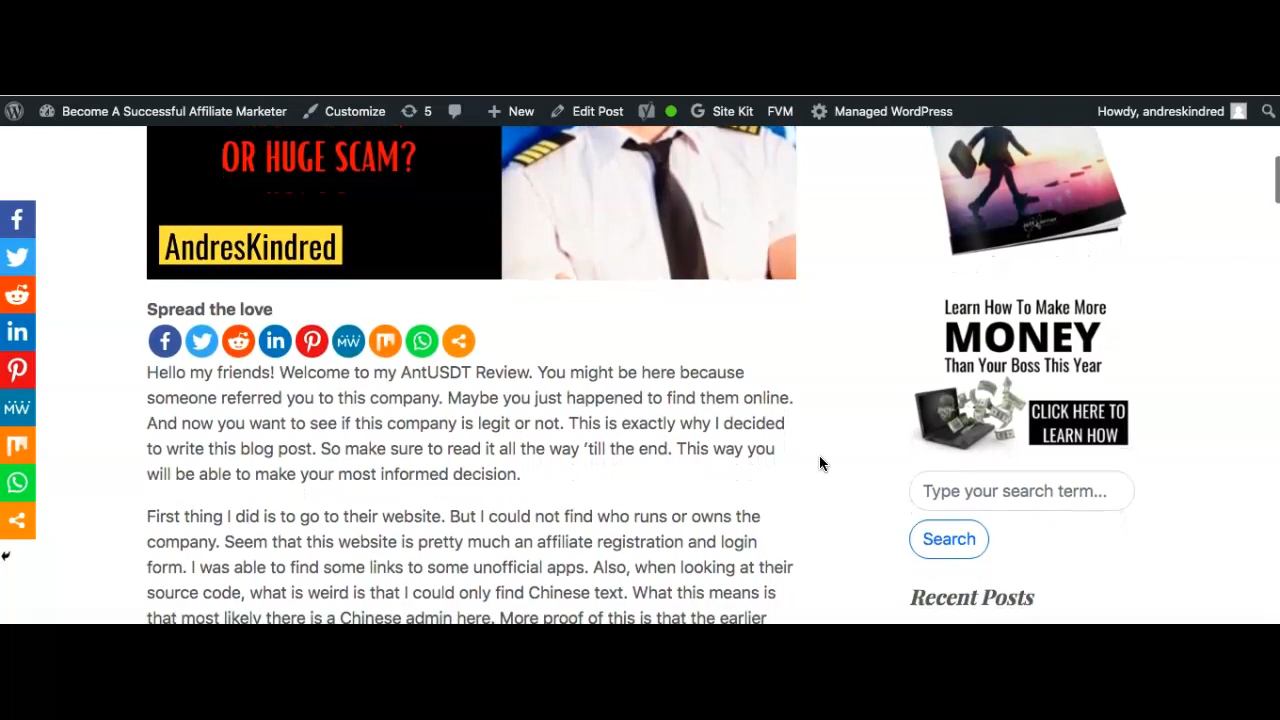 Become A Successful Affiliate Marketer Customize 5 New Edit Post Site Kit FVM Managed WordPress Howdy, andreskindred
OR HUGE SCAM?
AndresKindred
Spread the love
Hello my friends! Welcome to my AntUSDT Review. You might be here because
someone referred you to this company. Maybe you just happened to find them online.
And now you want to see if this company is legit or not. This is exactly why I decided
to write this blog post. So make sure to read it all the way ’till the end. This way you
will be able to make your most informed decision.
First thing I did is to go to their website. But I could not find who runs or owns the
company. Seem that this website is pretty much an affiliate registration and login
form. I was able to find some links to some unofficial apps. Also, when looking at their
source code, what is weird is that I could only find Chinese text. What this means is
that most likely there is a Chinese admin here. More proof of this is that the earlier
Learn How To Make More
MONEY
Than Your Boss This Year
CLICK HERE TO
LEARN HOW
Type your search term...
Search
Recent Posts